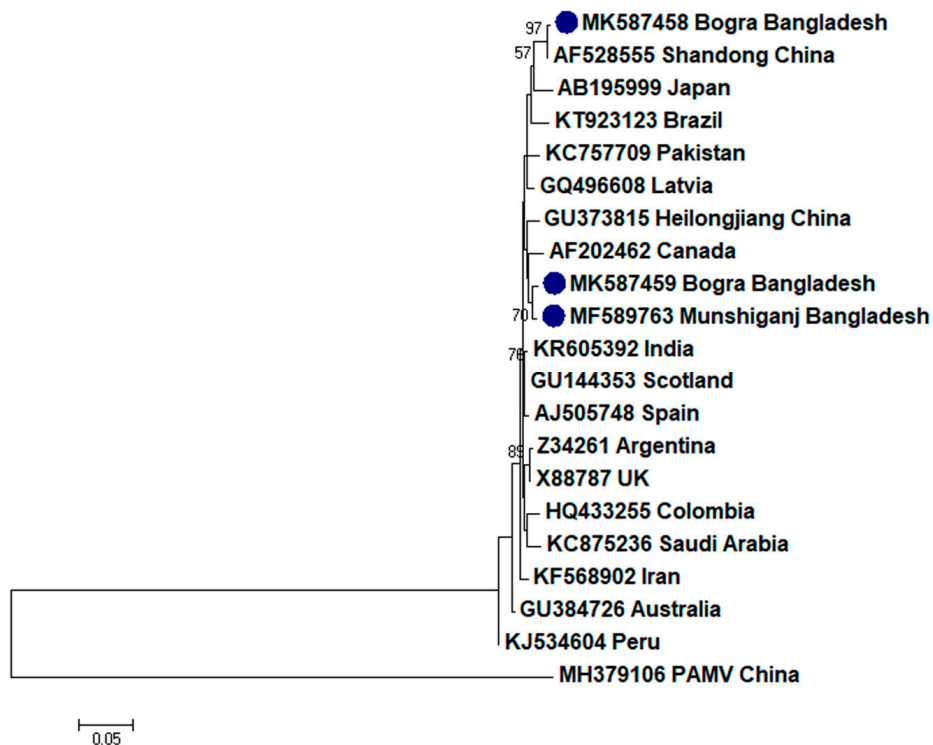 97
MK587458 Bogra Bangladesh
57
AF528555 Shandong China
AB195999 Japan
KT923123 Brazil
KC757709 Pakistan
GQ496608 Latvia
GU373815 Heilongjiang China
AF202462 Canada
MK587459 Bogra Bangladesh
70
MF589763 Munshiganj Bangladesh
KR605392 India
GU144353 Scotland
AJ505748 Spain
Z34261 Argentina
X88787 UK
HQ433255 Colombia
KC875236 Saudi Arabia
KF568902 Iran
GU384726 Australia
KJ534604 Peru
MH379106 PAMV China
0.05